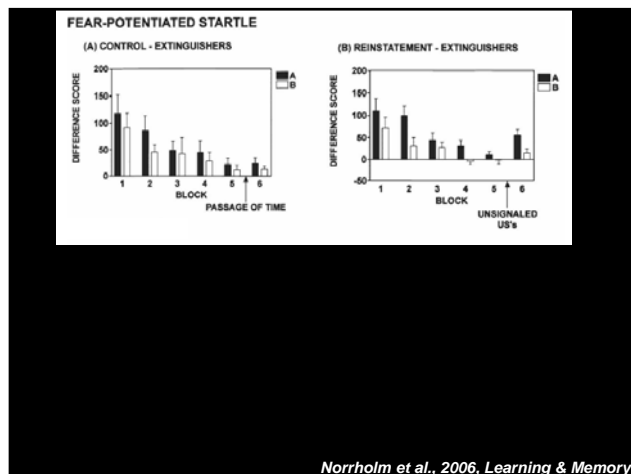 FEAR-POTENTIATED STARTLE
(A) CONTROL - EXTINGUISHERS
200
150
100
50
0
DIFFERENCE SCORE
A
B
1 2 3 4 5 6
BLOCK
PASSAGE OF TIME
(B) REINSTATEMENT - EXTINGUISHERS
200
150
100
50
0
-50
DIFFERENCE SCORE
A
B
1 2 3 4 5 6
BLOCK
UNSIGNALED
US's
Norrholm et al., 2006, Learning & Memory